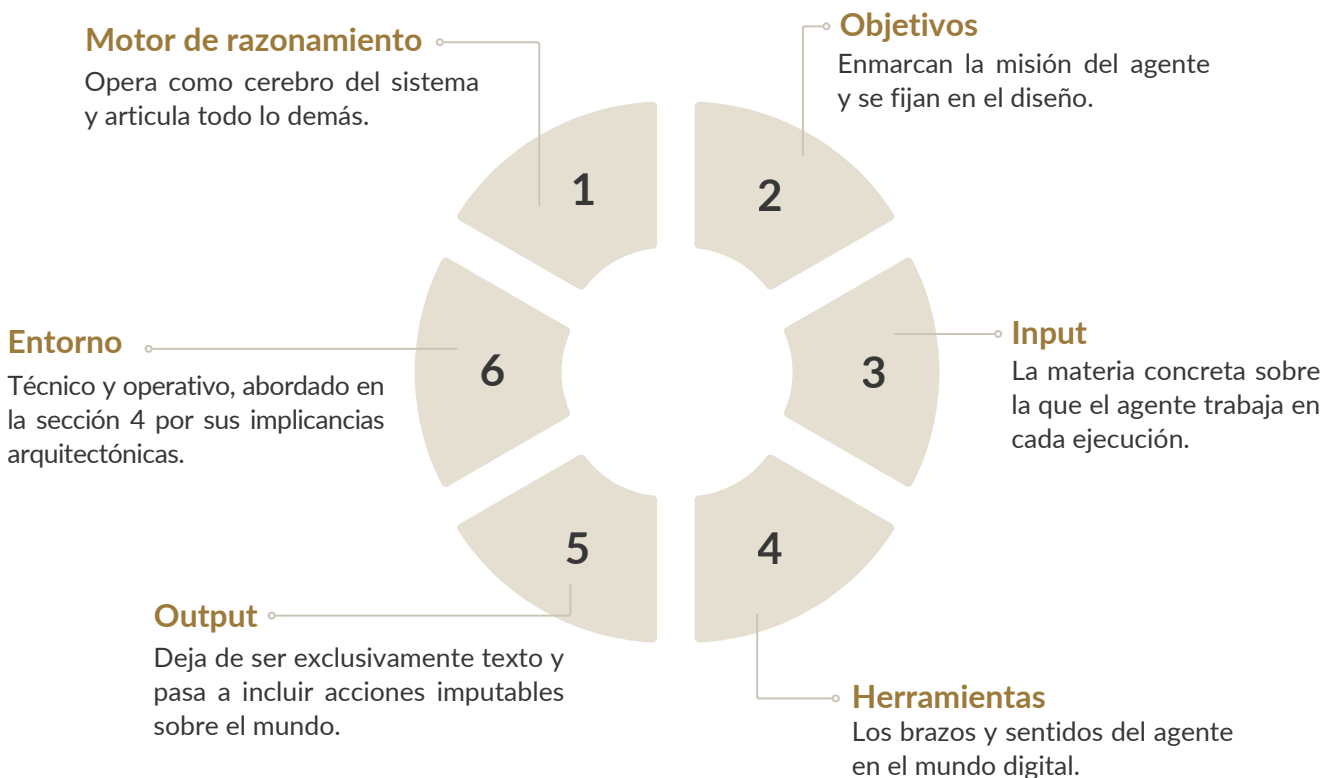 Motor de razonamiento
Opera como cerebro del sistema
y articula todo lo demás.
1
Objetivos
Enmarcan la misión del agente
y se fijan en el diseño.
2
Input
La materia concreta sobre
la que el agente trabaja en
cada ejecución.
3
Herramientas
Los brazos y sentidos del agente
en el mundo digital.
4
Output
Deja de ser exclusivamente texto y
pasa a incluir acciones imputables
sobre el mundo.
5
Entorno
Técnico y operativo, abordado en
la sección 4 por sus implicancias
arquitectónicas.
6